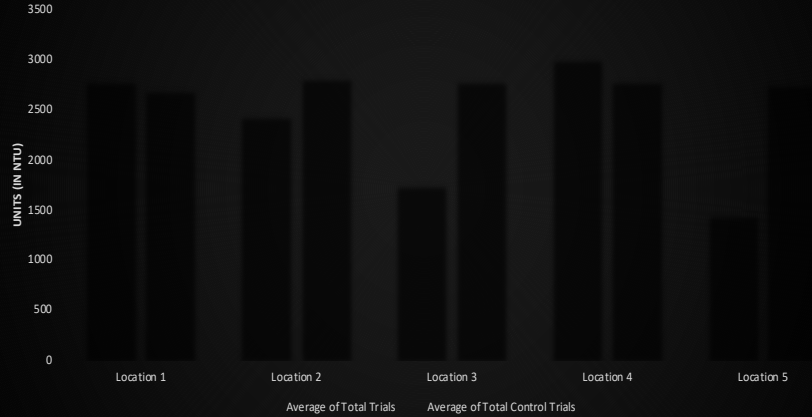 3500
3000
2500
2000
1500
1000
500
0
UNITS (IN NTU)
Location 1 Location 2 Location 3 Location 4 Location 5
Average of Total Trials Average of Total Control Trials